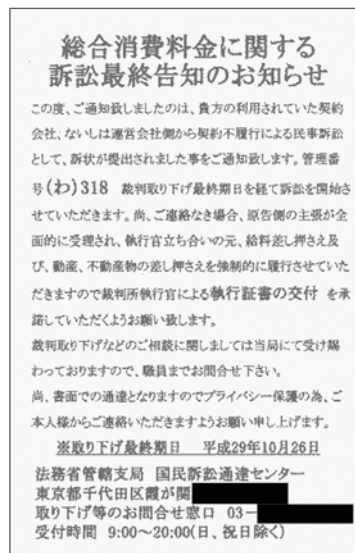 総合消費料金に関する
訴訟最終告知のお知らせ
この度、ご通知致しましたのは、貴方の利用されていた契約
会社、ないしは運営会社側から契約不履行による民事訴訟
として、訴状が提出されました事をご通知致します。管理番
号(わ)318 裁判取り下げ最終期日を経て訴訟を開始さ
せていただきます。尚、ご連絡なき場合、原告側の主張が全
面的に受理され、執行官立ち合いの元、給料差し押さえ及
び、動産、不動産物の差し押さえを強制的に履行させていた
だきますので裁判所執行官による執行証書の交付 を承
諾していただくようお願い致します。
裁判取り下げなどのご相談に関しましては当局にて受け賜
わっておりますので、職員までお問合せ下さい。
尚、書面での通達となりますのでプライバシー保護の為、ご
本人様からご連絡いただきますようお願い申し上げます。
※取り下げ最終期日 平成29年10月26日
法務省管轄支局 国民訴訟通達センター
東京都千代田区霞が関
取り下げ等のお問合せ窓口 03-
受付時間 9:00~20:00(日、祝日除く)